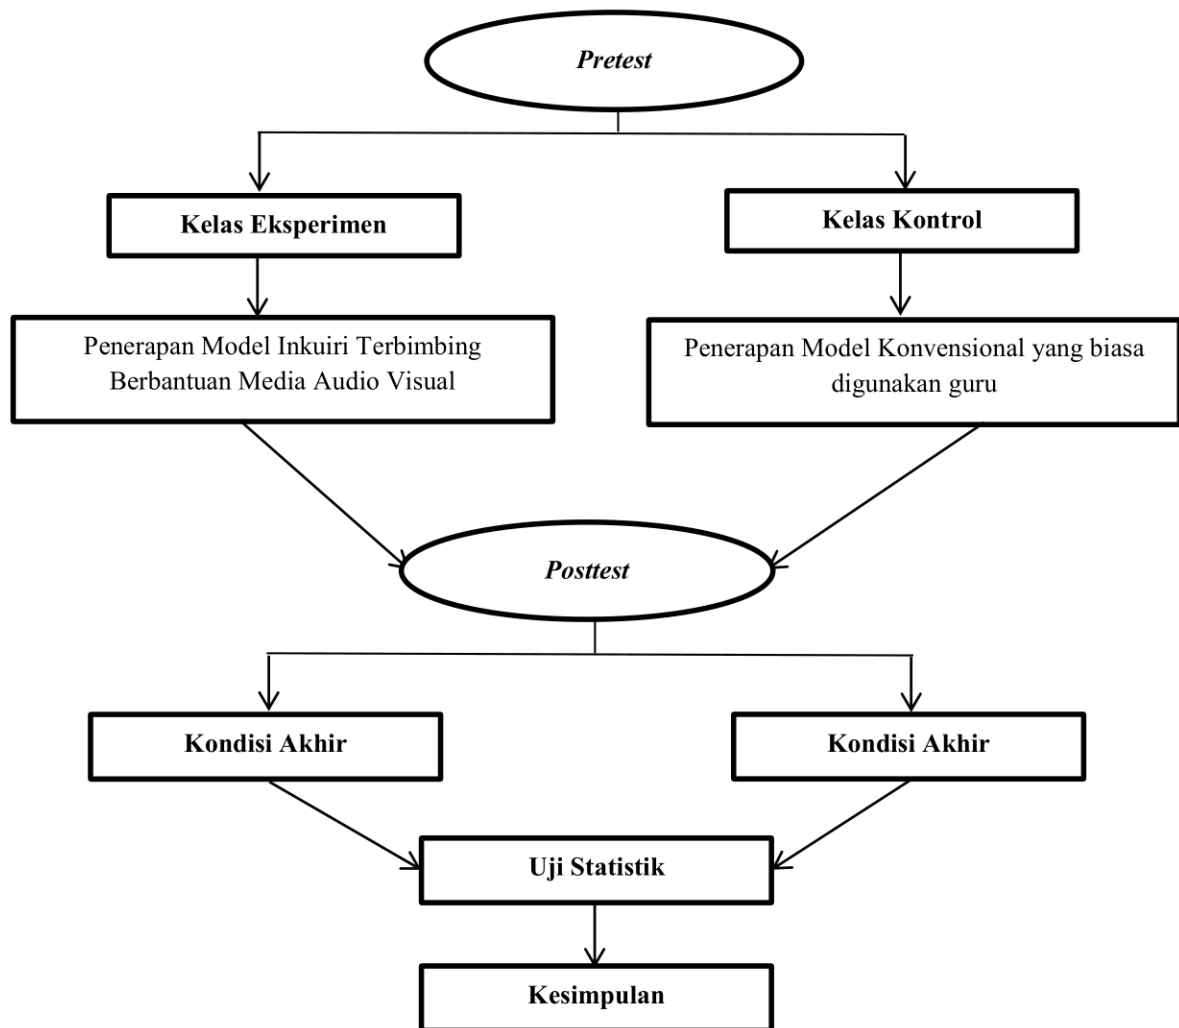 Pretest
Kelas Eksperimen
Kelas Kontrol
Penerapan Model Inkuiri Terbimbing
Berbantuan Media Audio Visual
Penerapan Model Konvensional yang biasa
digunakan guru
Posttest
Kondisi Akhir
Kondisi Akhir
Uji Statistik
Kesimpulan